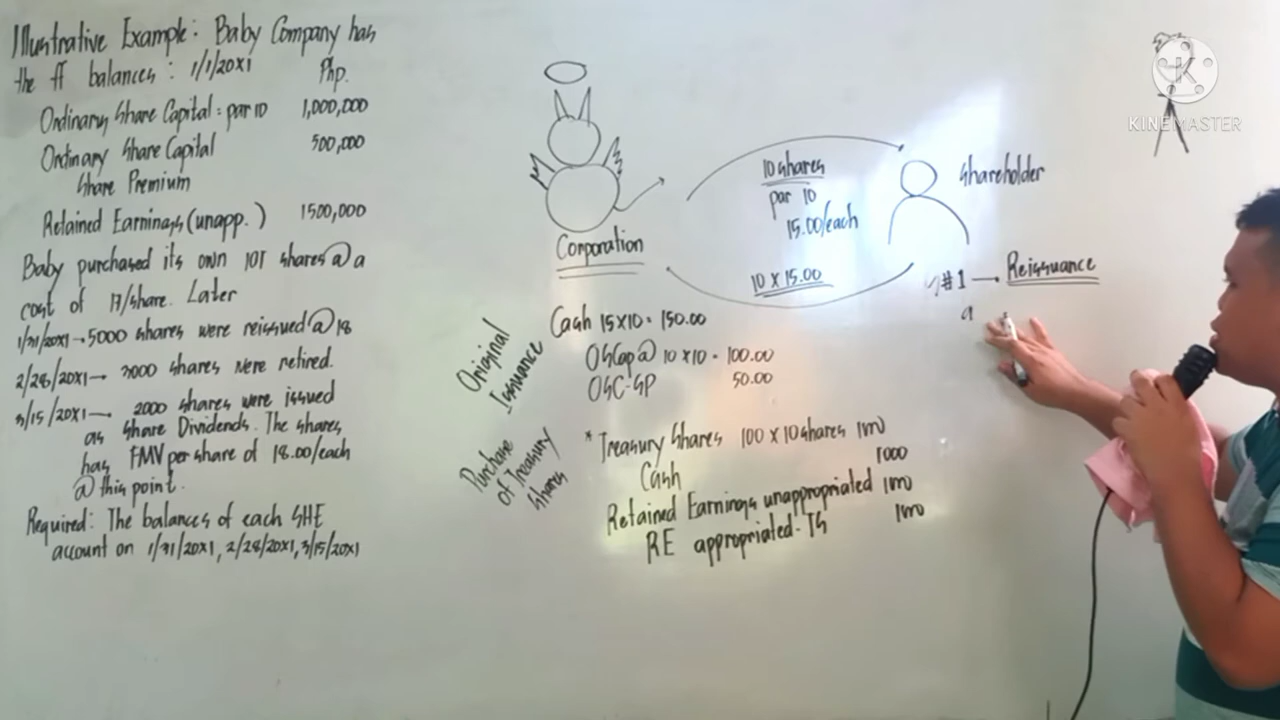 Illustrative Example: Baby Company has
the ff balances: 1/1/20x1 Php.
Ordinary Share Capital: par 10 1,000,000
Ordinary Share Capital 500,000
Share Premium
Retained Earnings (unapp.) 1500,000
Baby purchased its own 10T shares @ a
cost of 17/share. Later
1/31/20x1 → 5000 shares were reissued @ 18
2/28/20x1 → 3000 shares were retired.
3/15/20x1 → 2000 shares were issued
as share Dividends. The shares
has FMV per share of 18.00/each
@ this point.
Required: The balances of each SHE
account on 1/31/20x1, 2/28/20x1, 3/15/20x1
Corporation
10 shares
par 10
15.00/each
10 x 15.00
shareholder
#1 → Reissuance
a
Original
Issuance
Cash 15x10 = 150.00
OSCap @ 10 x 10 = 100.00
OSC-SP 50.00
Purchase
of Treasury
Shares
* Treasury Shares 100 x 10 shares 1000
Cash 1000
Retained Earnings unappropriated 1000
RE appropriated - TS 1000
K
KINEMASTER